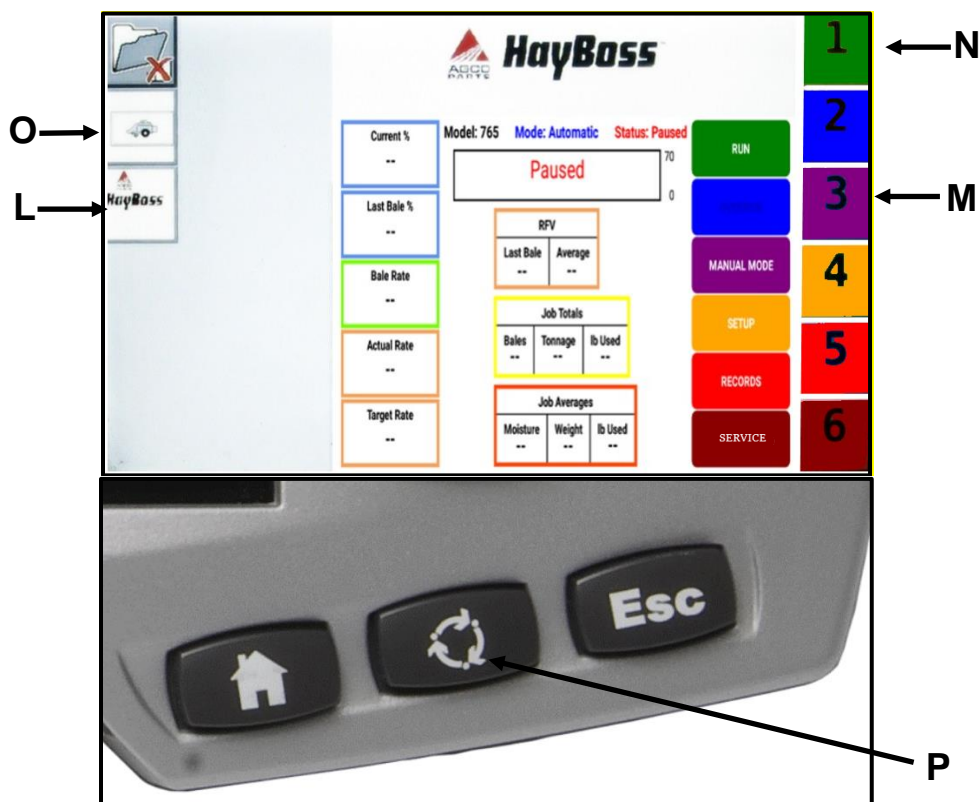 AGCO
PARTS
HayBoss
1
N
2
O
Current %
--
Model: 765 Mode: Automatic Status: Paused
Paused
70
0
RUN
HayBoss
L
Last Bale %
--
3
M
RFV
Last Bale Average
-- --
MANUAL MODE
Bale Rate
--
4
Job Totals
Bales Tonnage lb Used
-- -- --
SETUP
Actual Rate
--
5
RECORDS
Job Averages
Moisture Weight lb Used
-- -- --
Target Rate
--
SERVICE
6
Esc
P